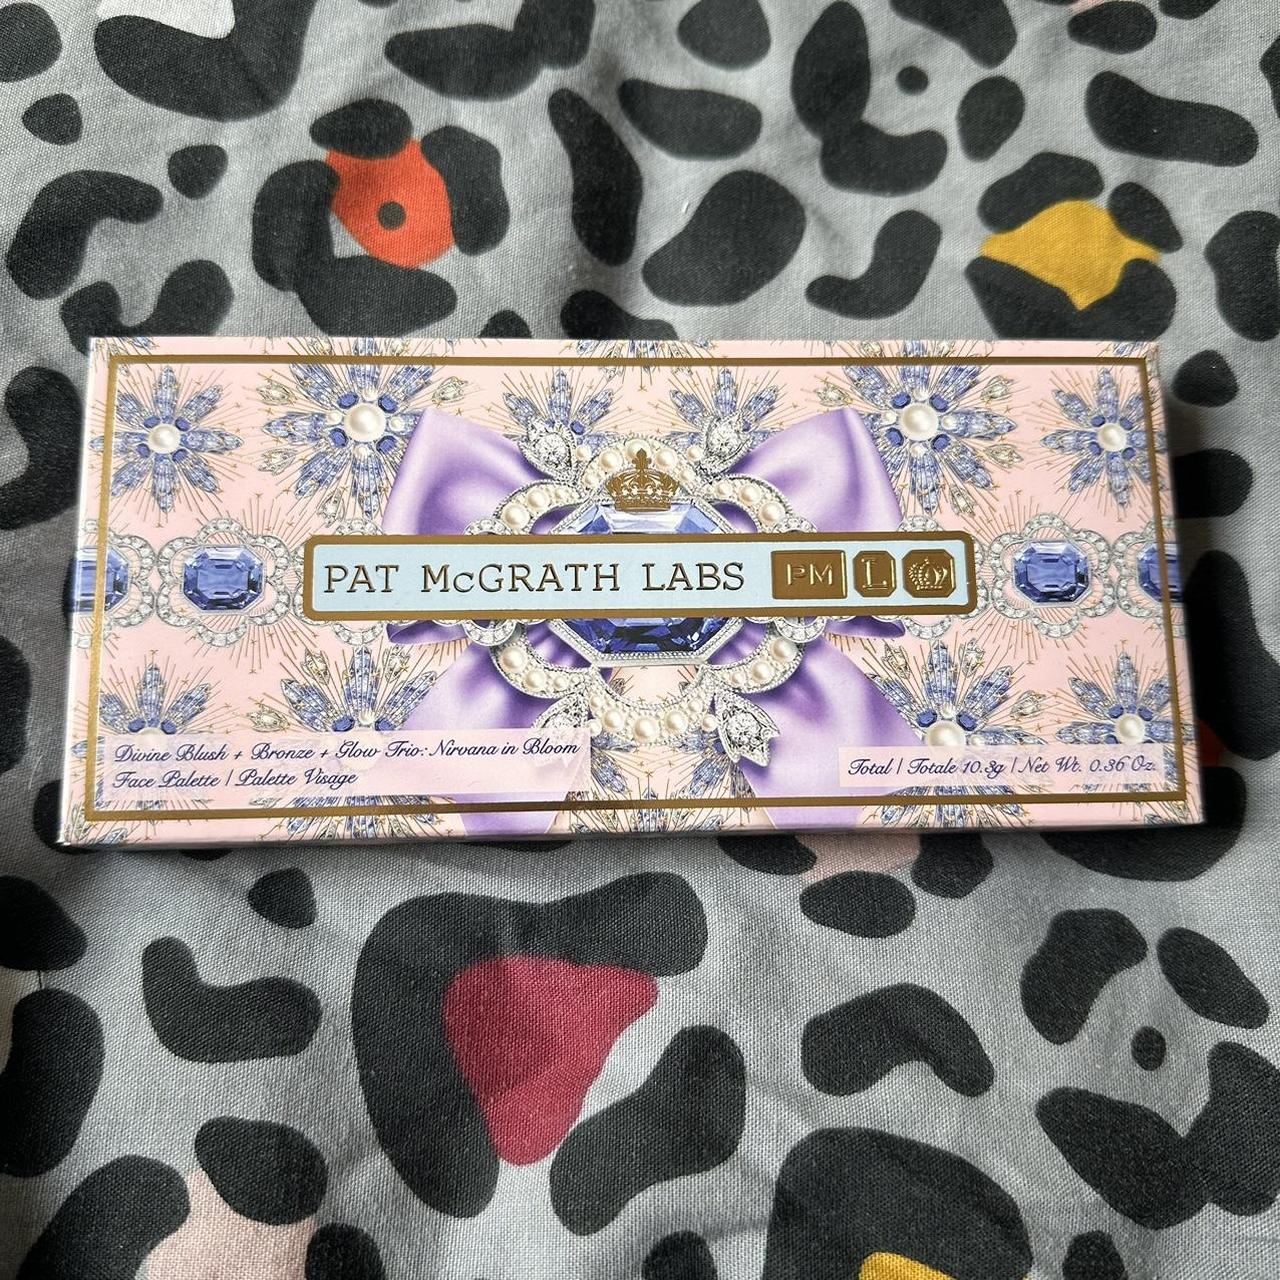 PAT McGRATH LABS PM L
Divine Blush + Bronze + Glow Trio: Nirvana in Bloom
Face Palette | Palette Visage
Total | Totale 10.3g | Net Wt. 0.36 Oz.